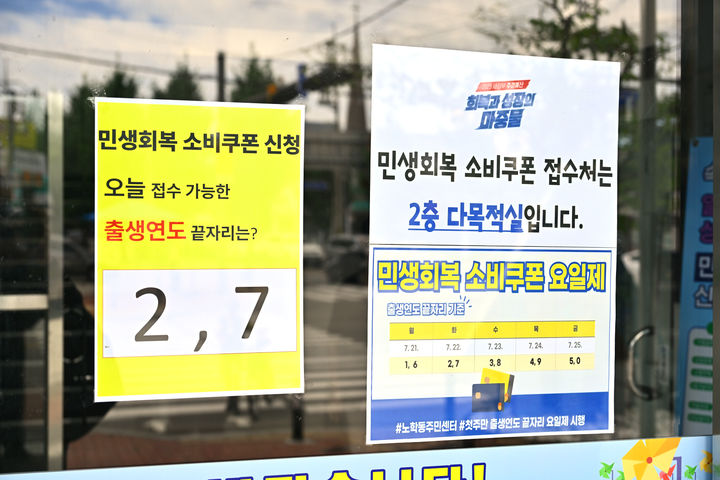 민생회복 소비쿠폰 신청
오늘 접수 가능한
출생연도 끝자리는?
2, 7
회복과 성장의
마중물
민생회복 소비쿠폰 접수처는
2층 다목적실입니다.
민생회복 소비쿠폰 요일제
출생연도 끝자리 기준
월 화 수 목 금
7. 21. 7. 22. 7. 23. 7. 24. 7. 25.
1, 6 2, 7 3, 8 4, 9 5, 0
#노학동주민센터 #첫주만 출생연도 끝자리 요일제 시행